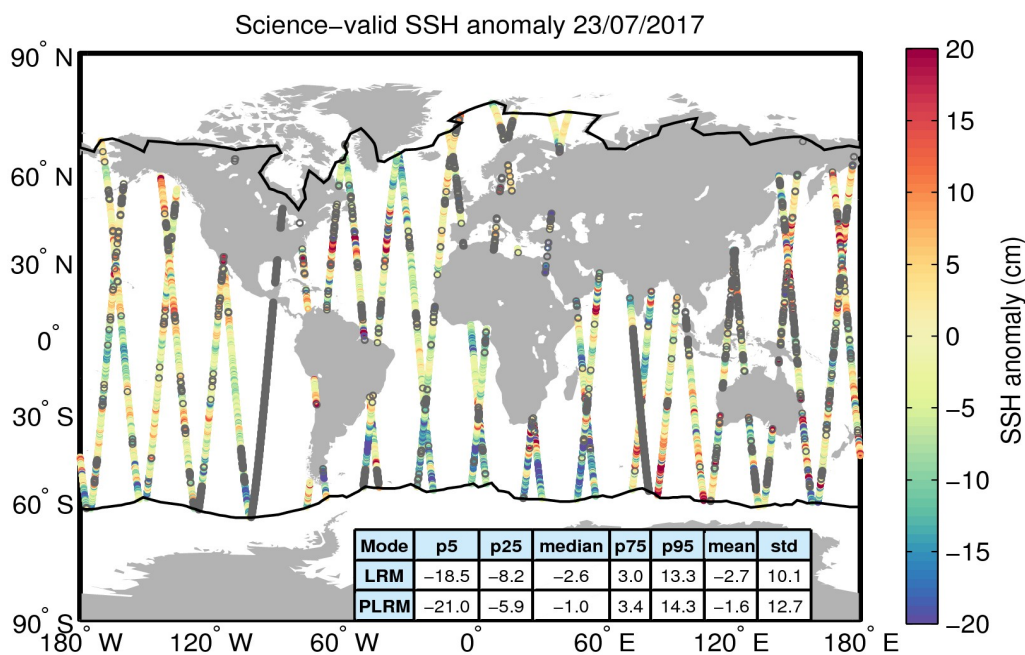 Science−valid SSH anomaly 23/07/2017
90° N
60° N
30° N
0°
30° S
60° S
90° S
180° W
120° W
60° W
0°
60° E
120° E
180° E
20
15
10
5
0
−5
−10
−15
−20
SSH anomaly (cm)
Mode p5 p25 median p75 p95 mean std
LRM −18.5 −8.2 −2.6 3.0 13.3 −2.7 10.1
PLRM −21.0 −5.9 −1.0 3.4 14.3 −1.6 12.7